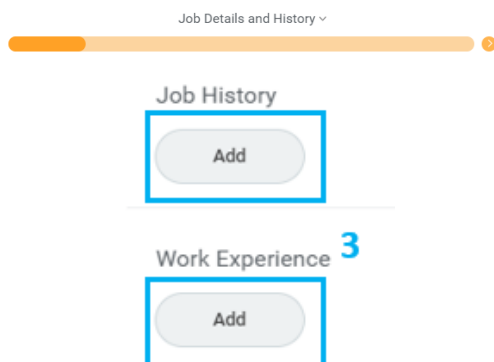 Job Details and History
Job History
Add
Work Experience 3
Add